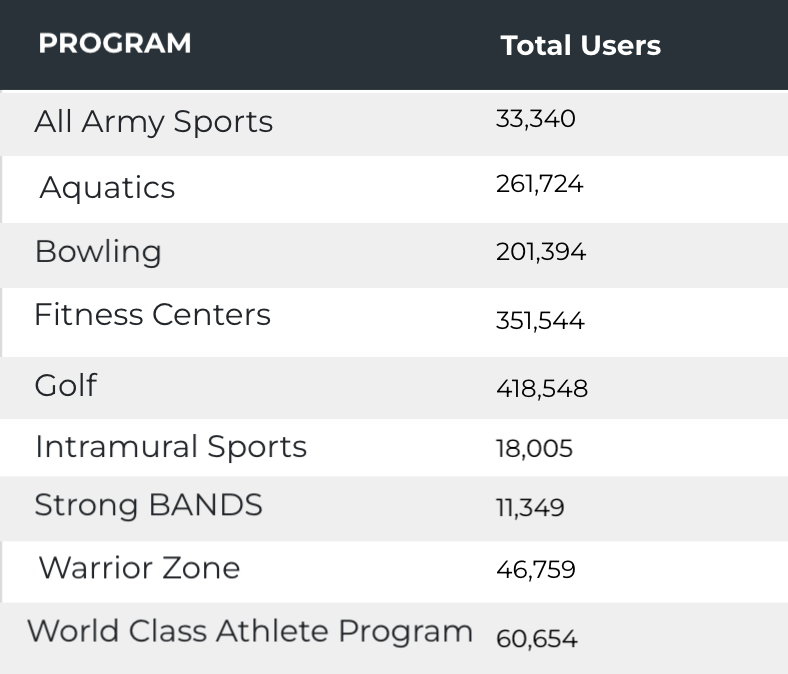 PROGRAM Total Users
All Army Sports 33,340
Aquatics 261,724
Bowling 201,394
Fitness Centers 351,544
Golf 418,548
Intramural Sports 18,005
Strong BANDS 11,349
Warrior Zone 46,759
World Class Athlete Program 60,654